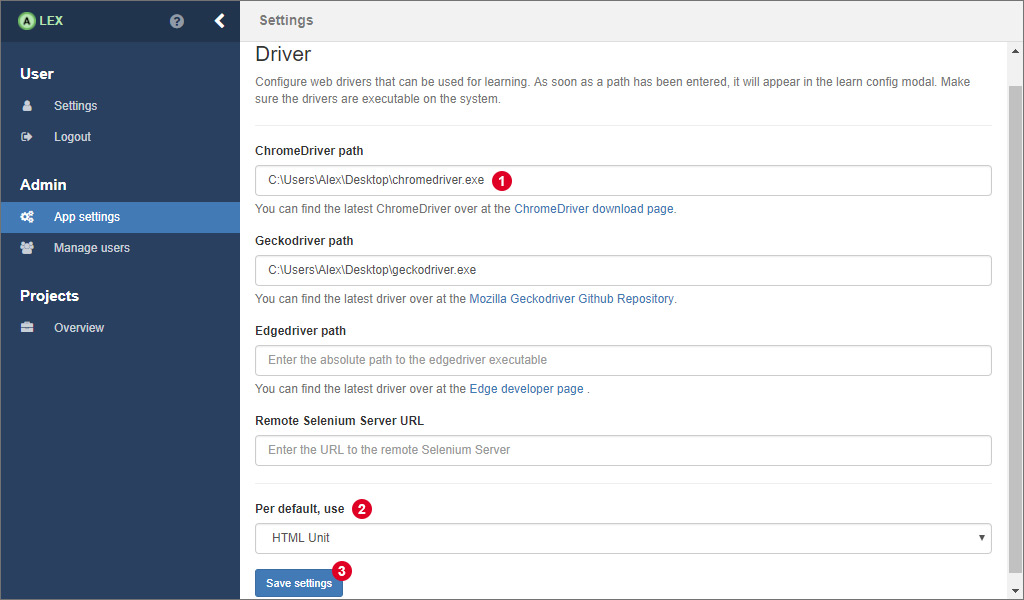 A LEX
?
Settings
User
Settings
Logout
Admin
App settings
Manage users
Projects
Overview
Driver
Configure web drivers that can be used for learning. As soon as a path has been entered, it will appear in the learn config modal. Make
sure the drivers are executable on the system.
ChromeDriver path
C:\Users\Alex\Desktop\chromedriver.exe 1
You can find the latest ChromeDriver over at the ChromeDriver download page.
Geckodriver path
C:\Users\Alex\Desktop\geckodriver.exe
You can find the latest driver over at the Mozilla Geckodriver Github Repository.
Edgedriver path
Enter the absolute path to the edgedriver executable
You can find the latest driver over at the Edge developer page .
Remote Selenium Server URL
Enter the URL to the remote Selenium Server
Per default, use 2
HTML Unit
Save settings 3